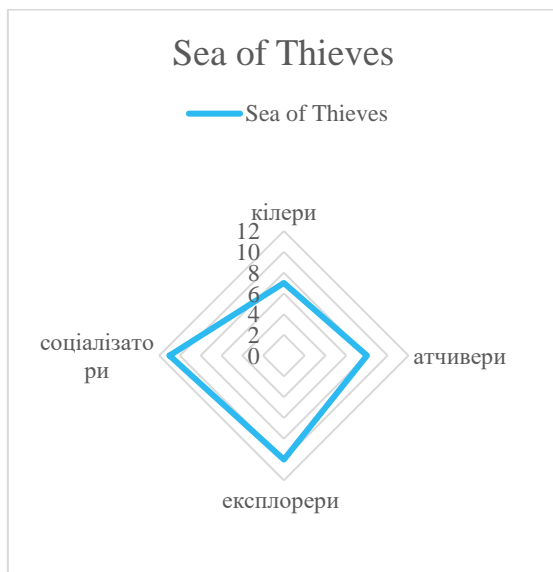 Sea of Thieves
Sea of Thieves
кілери
12
10
8
6
4
2
0
соціалізато
ри
атчивери
експлорери